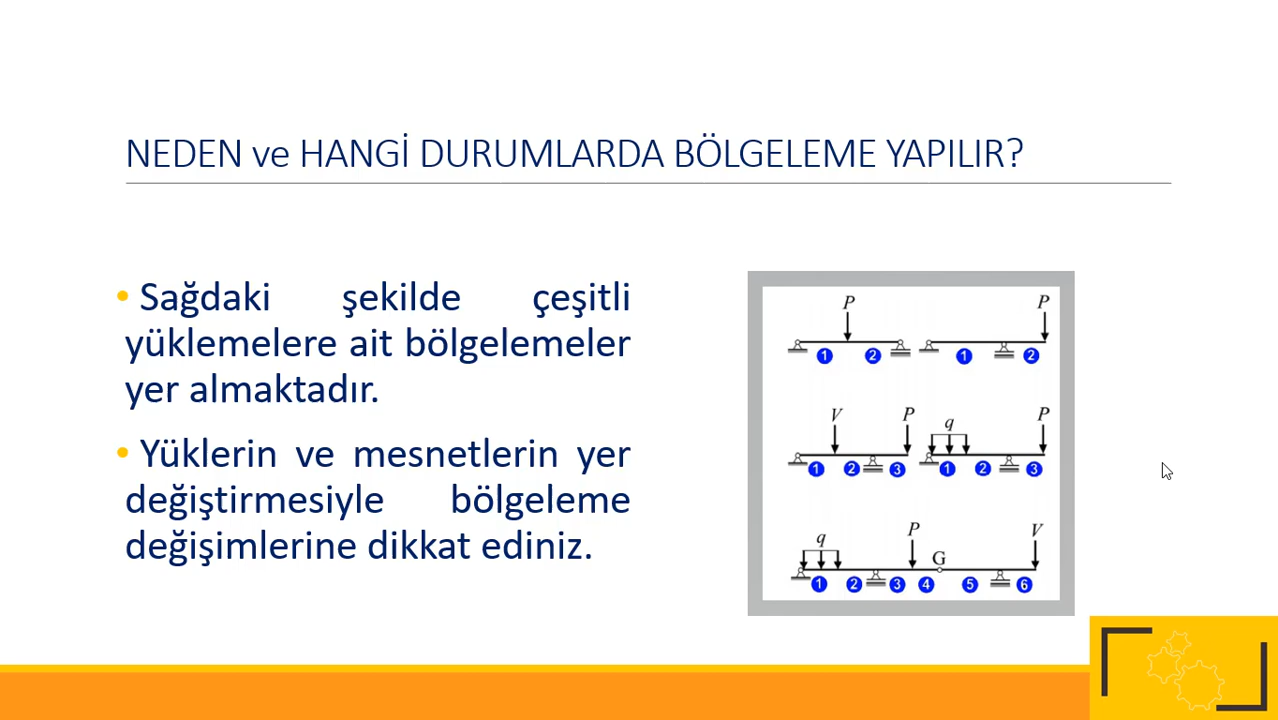 NEDEN ve HANGİ DURUMLARDA BÖLGELEME YAPILIR?
• Sağdaki şekilde çeşitli
yüklemelere ait bölgelemeler
yer almaktadır.
• Yüklerin ve mesnetlerin yer
değiştirmesiyle bölgeleme
değişimlerine dikkat ediniz.
P P
1 2 1 2
V P q P
1 2 3 1 2 3
q P G V
1 2 3 4 5 6